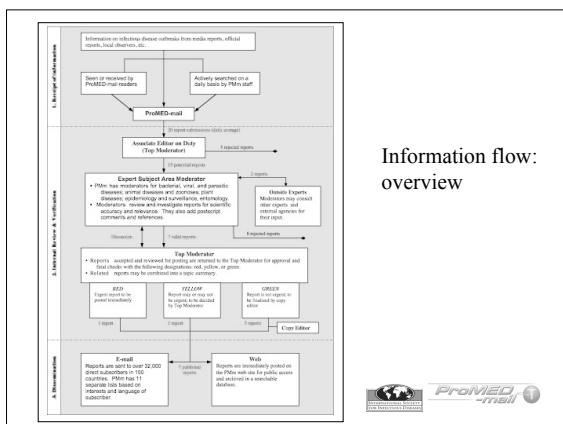 Information on infectious disease outbreaks from media reports, official
reports, local observers, etc.
1. Receipt of information
Seen or received by
ProMED-mail readers
Actively searched on a
daily basis by PMm staff
ProMED-mail
20 report submissions (daily average)
Associate Editor on Duty
(Top Moderator)
5 rejected reports
15 potential reports
2. Internal Review & Verification
Expert Subject Area Moderator
• PMm has moderators for bacterial, viral, and parasitic
diseases; animal diseases and zoonoses; plant
diseases; epidemiology and surveillance, entomology.
• Moderators review and investigate reports for scientific
accuracy and relevance. They also add postscript
comments and references.
2 reports
Outside Experts
Moderators may consult
other experts and
external agencies for
their input.
8 rejected reports
Discussion
7 valid reports
Top Moderator
• Reports accepted and reviewed for posting are returned to the Top Moderator for approval and
final checks with the following designations: red, yellow, or green.
• Related reports may be combined into a topic summary.
RED
Urgent report to be
posted immediately
YELLOW
Report may or may not
be urgent; to be decided
by Top Moderator
GREEN
Report is not urgent; to
be finalized by copy
editor
1 report
5 reports
Copy Editor
3. Dissemination
E-mail
Reports are sent to over 32,000
direct subscribers in 160
countries. PMm has 11
separate lists based on
interests and language of
subscriber.
7 published
reports
Web
Reports are immediately posted on
the PMm web site for public access
and archived in a searchable
database.
Information flow:
overview
INTERNATIONAL SOCIETY
FOR INFECTIOUS DISEASES
ProMED
-mail